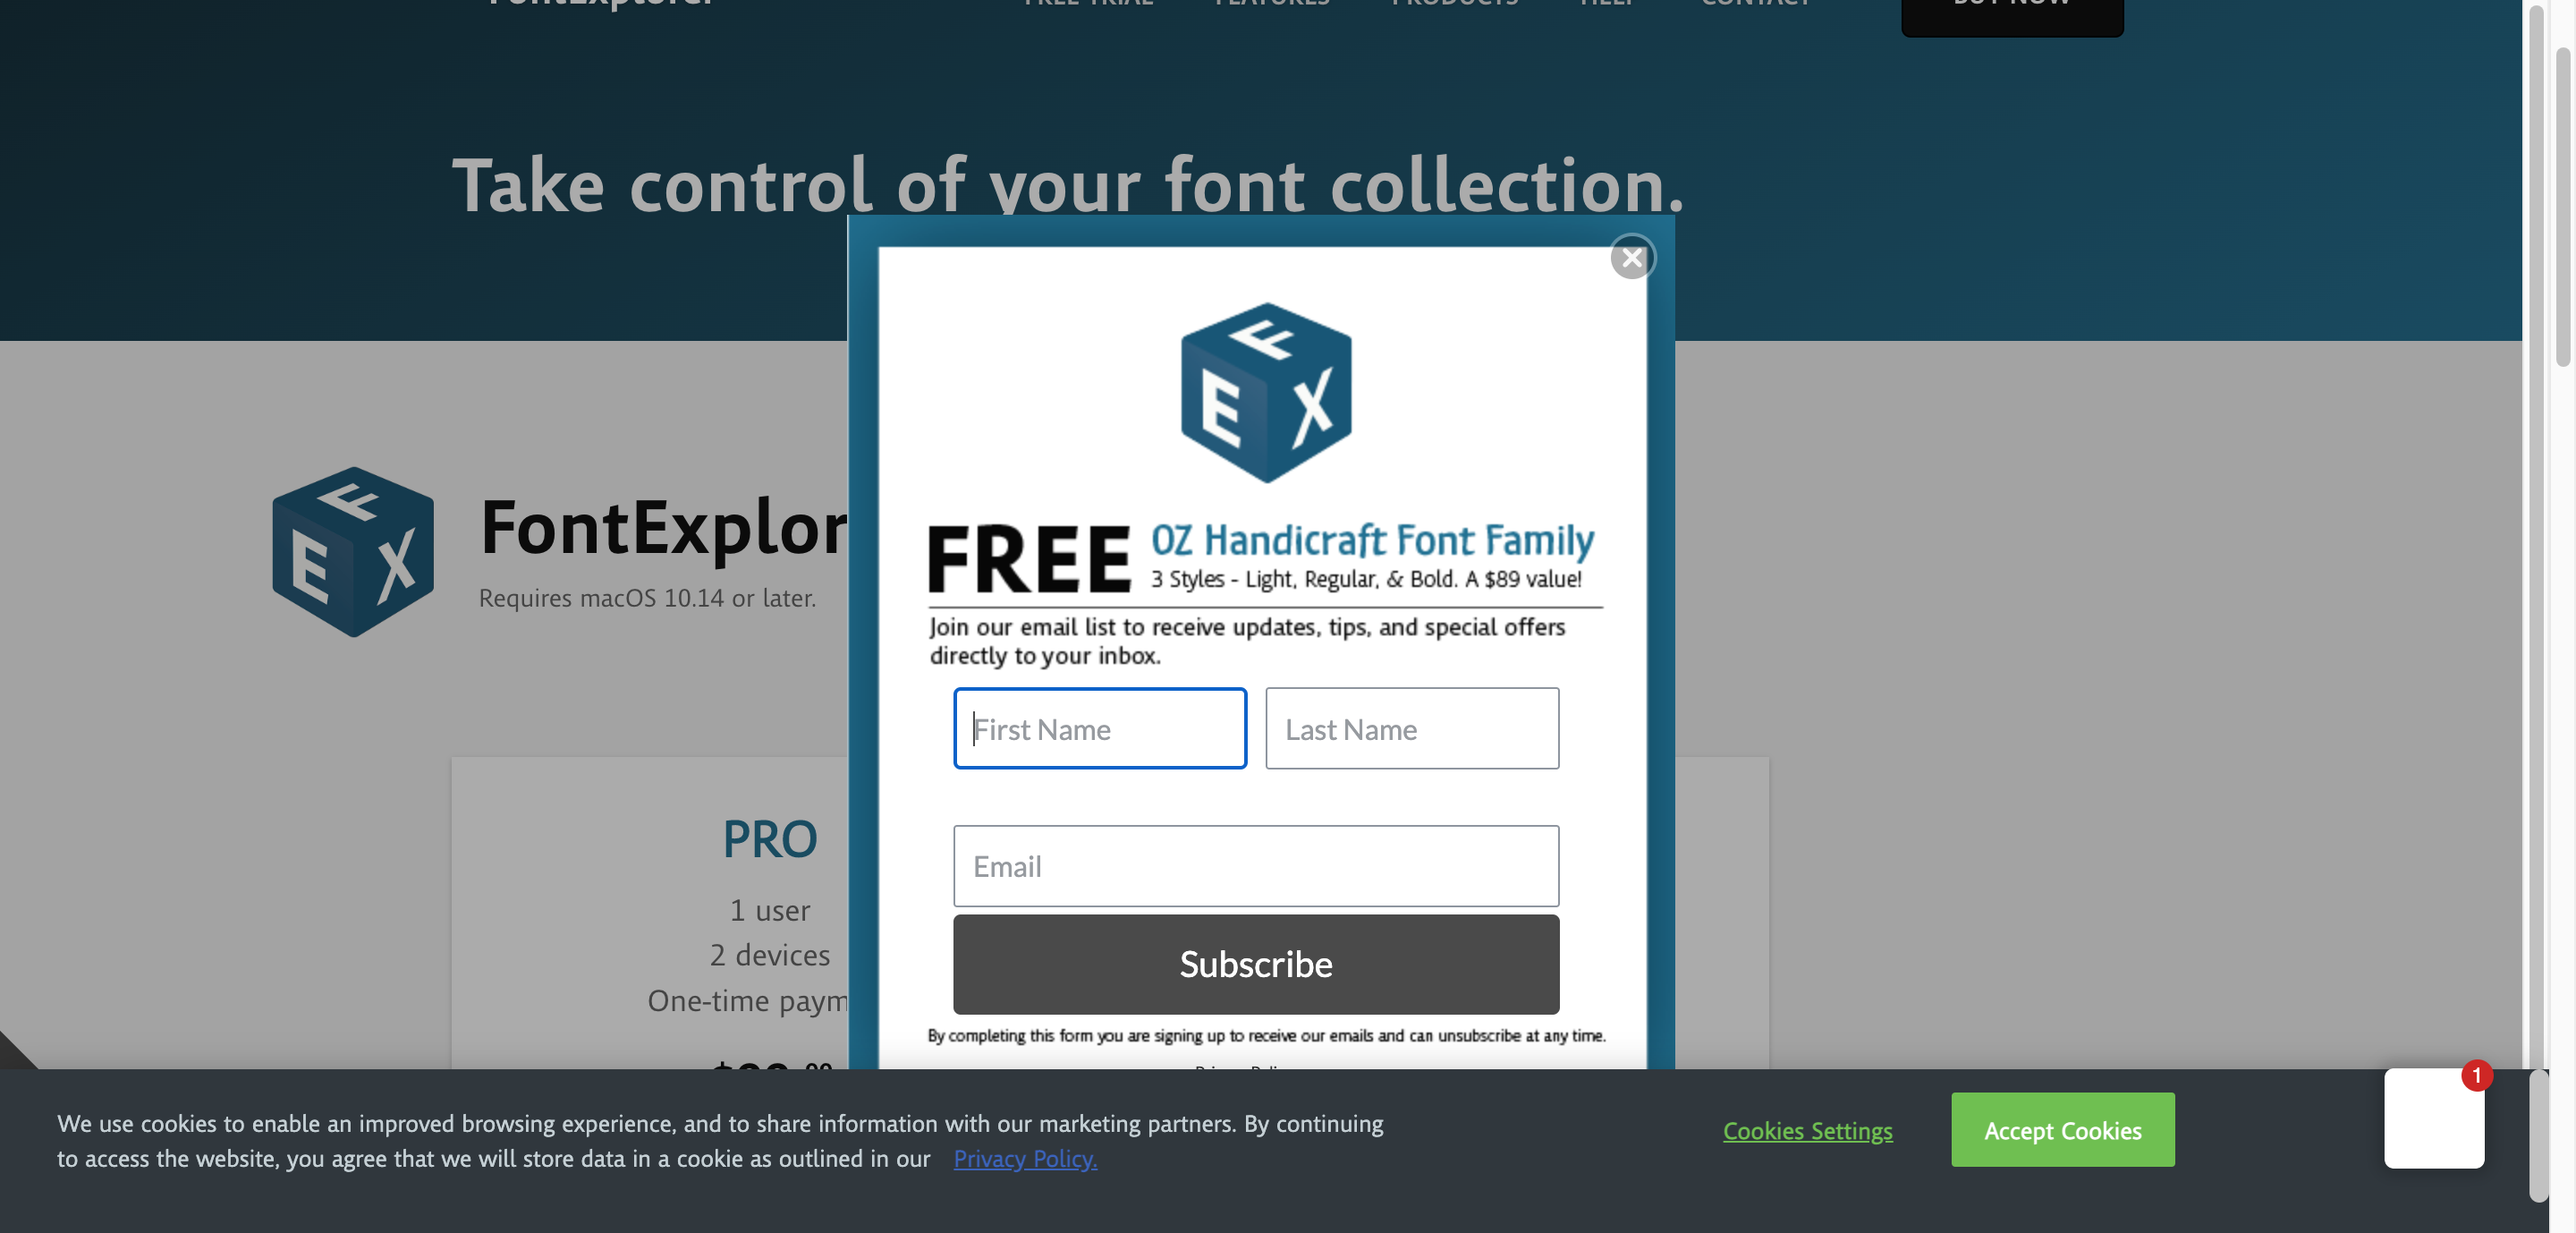 FontExplorer
FREE TRIAL FEATURES PRODUCTS HELP CONTACT BUY NOW
Take control of your font collection.
F
E X
F
E X
FontExplor
Requires macOS 10.14 or later.
FREE OZ Handicraft Font Family
3 Styles - Light, Regular, & Bold. A $89 value!
Join our email list to receive updates, tips, and special offers
directly to your inbox.
First Name Last Name
Email
Subscribe
By completing this form you are signing up to receive our emails and can unsubscribe at any time.
PRO
1 user
2 devices
One-time paym
We use cookies to enable an improved browsing experience, and to share information with our marketing partners. By continuing
to access the website, you agree that we will store data in a cookie as outlined in our Privacy Policy.
Cookies Settings
Accept Cookies
1